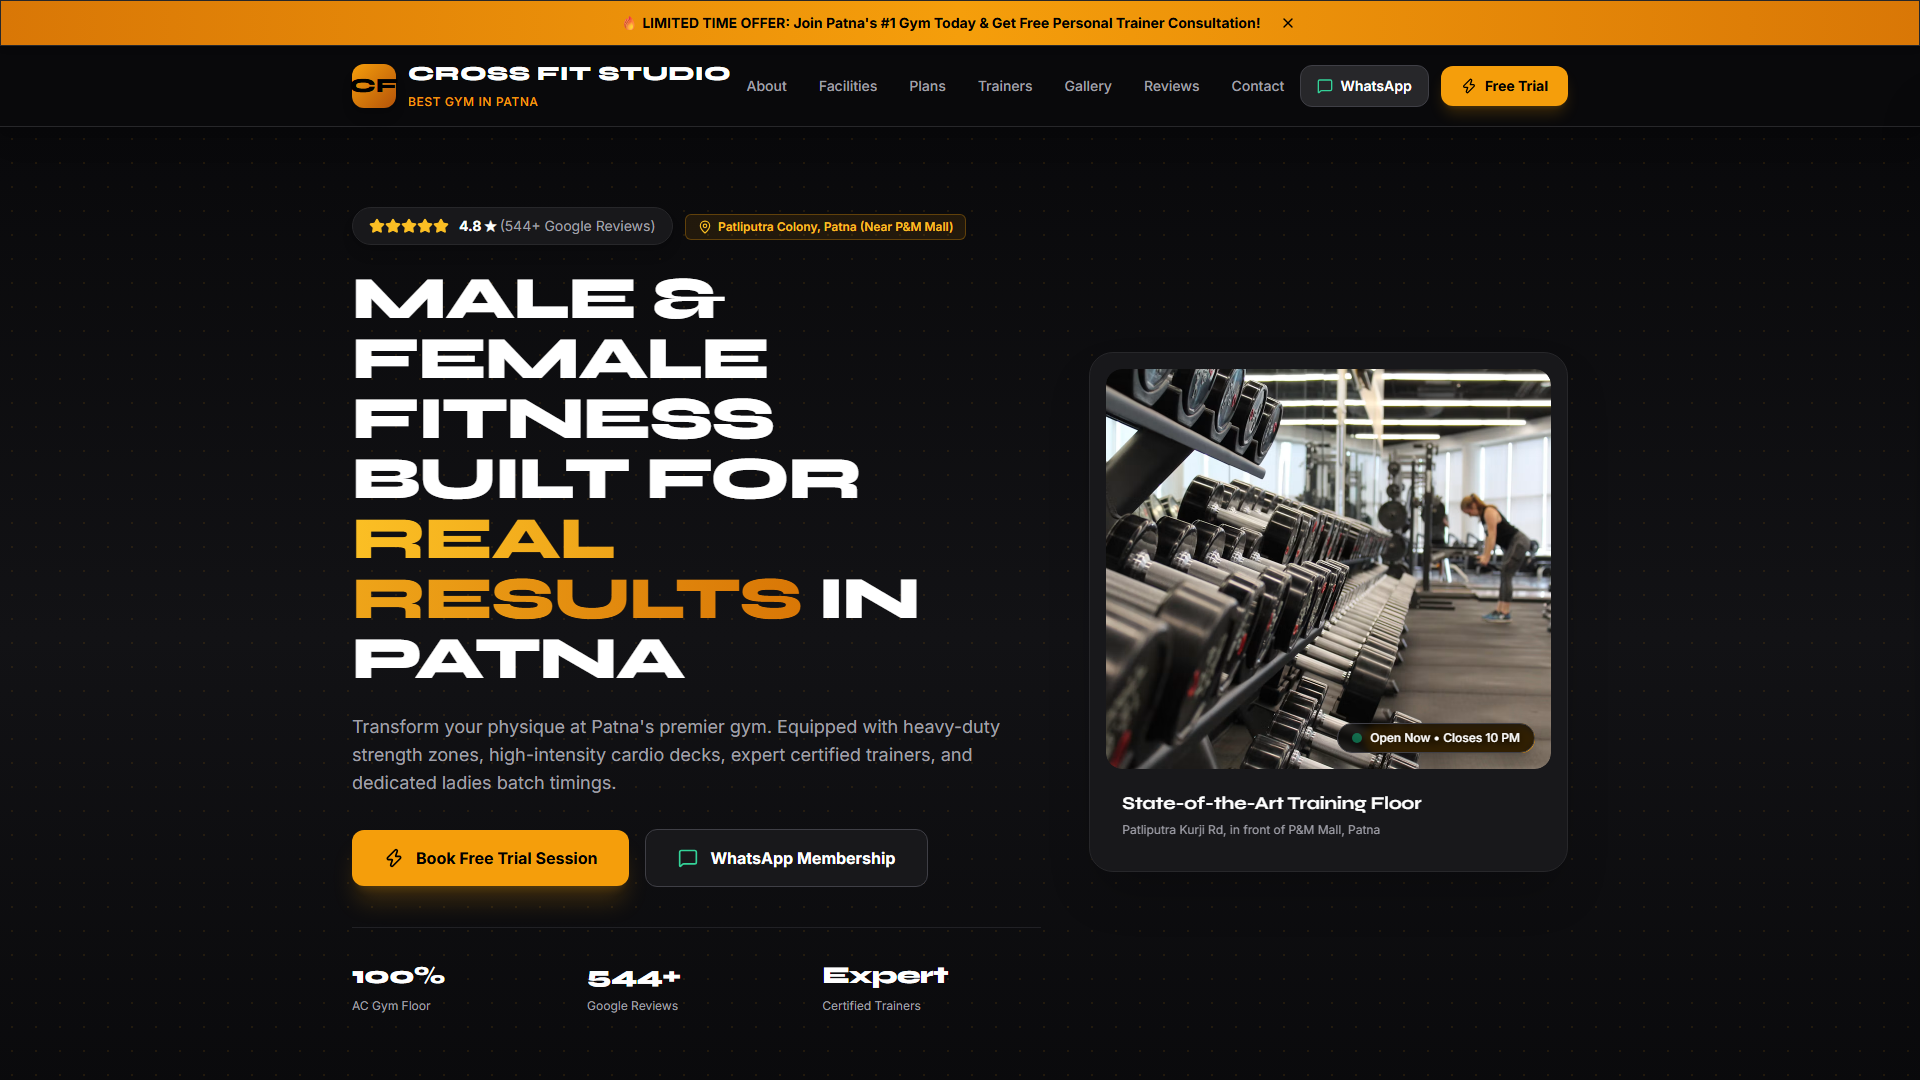 🔥 LIMITED TIME OFFER: Join Patna's #1 Gym Today & Get Free Personal Trainer Consultation! ✕
CF
CROSS FIT STUDIO
BEST GYM IN PATNA
About
Facilities
Plans
Trainers
Gallery
Reviews
Contact
WhatsApp
Free Trial
4.8 ★ (544+ Google Reviews)
Patliputra Colony, Patna (Near P&M Mall)
MALE &
FEMALE
FITNESS
BUILT FOR
REAL
RESULTS IN
PATNA
Transform your physique at Patna's premier gym. Equipped with heavy-duty
strength zones, high-intensity cardio decks, expert certified trainers, and
dedicated ladies batch timings.
Book Free Trial Session
WhatsApp Membership
100%
AC Gym Floor
544+
Google Reviews
Expert
Certified Trainers
Open Now • Closes 10 PM
State-of-the-Art Training Floor
Patliputra Kurji Rd, in front of P&M Mall, Patna